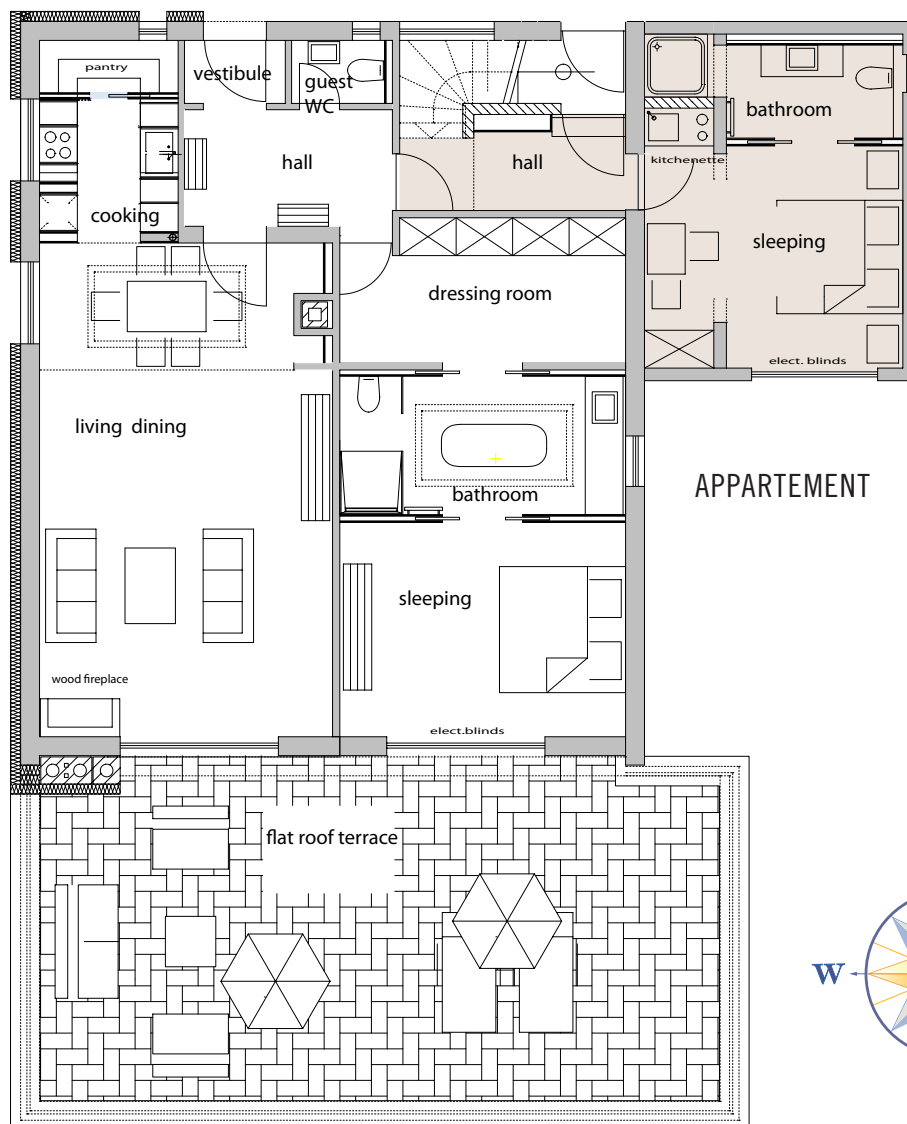 pantry
vestibule
guest
WC
bathroom
hall
hall
kitchenette
cooking
sleeping
dressing room
elect. blinds
living dining
bathroom
APPARTEMENT
sleeping
wood fireplace
elect.blinds
flat roof terrace
W